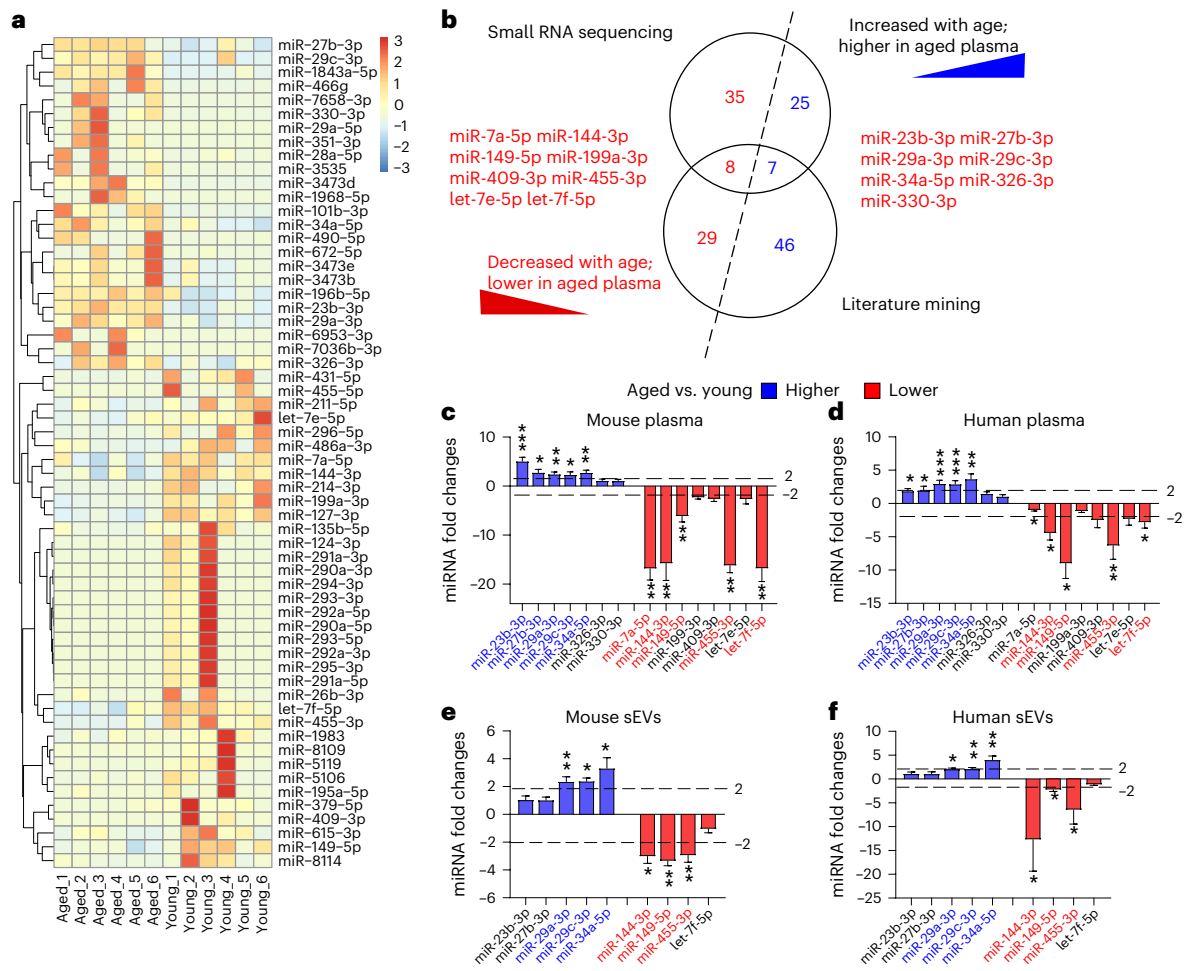 a
miR-27b-3p
miR-29c-3p
miR-1843a-5p
miR-466g
miR-7658-3p
miR-330-3p
miR-29a-5p
miR-351-3p
miR-28a-5p
miR-3535
miR-3473d
miR-1968-5p
miR-101b-3p
miR-34a-5p
miR-490-5p
miR-672-5p
miR-3473e
miR-3473b
miR-196b-5p
miR-23b-3p
miR-29a-3p
miR-6953-3p
miR-7036b-3p
miR-326-3p
miR-431-5p
miR-455-5p
miR-211-5p
let-7e-5p
miR-296-5p
miR-486a-3p
miR-7a-5p
miR-144-3p
miR-214-3p
miR-199a-3p
miR-127-3p
miR-135b-5p
miR-124-3p
miR-291a-3p
miR-290a-3p
miR-294-3p
miR-293-3p
miR-292a-5p
miR-290a-5p
miR-293-5p
miR-292a-3p
miR-295-3p
miR-291a-5p
miR-26b-3p
let-7f-5p
miR-455-3p
miR-1983
miR-8109
miR-5119
miR-5106
miR-195a-5p
miR-379-5p
miR-409-3p
miR-615-3p
miR-149-5p
miR-8114
3
2
1
0
−1
−2
−3
Aged_1
Aged_2
Aged_3
Aged_4
Aged_5
Aged_6
Young_1
Young_2
Young_3
Young_4
Young_5
Young_6
b
Small RNA sequencing
Increased with age;
higher in aged plasma
35
25
miR-7a-5p miR-144-3p
miR-149-5p miR-199a-3p
miR-409-3p miR-455-3p
let-7e-5p let-7f-5p
8
7
miR-23b-3p miR-27b-3p
miR-29a-3p miR-29c-3p
miR-34a-5p miR-326-3p
miR-330-3p
29
46
Decreased with age;
lower in aged plasma
Literature mining
Aged vs. young Higher Lower
c
Mouse plasma
miRNA fold changes
10
0
−10
−20
2
−2
***
*
**
*
**
***
**
**
**
**
miR-23b-3p
miR-27b-3p
miR-29a-3p
miR-29c-3p
miR-34a-5p
miR-326-3p
miR-330-3p
miR-7a-5p
miR-144-3p
miR-149-5p
miR-199-3p
miR-409-3p
miR-455-3p
let-7e-5p
let-7f-5p
d
Human plasma
miRNA fold changes
10
5
0
−5
−10
−15
2
−2
*
*
***
***
**
*
*
*
**
*
miR-23b-3p
miR-27b-3p
miR-29a-3p
miR-29c-3p
miR-34a-5p
miR-326-3p
miR-330-3p
miR-7a-5p
miR-144-3p
miR-149-5p
miR-199a-3p
miR-409-3p
miR-455-3p
let-7e-5p
let-7f-5p
e
Mouse sEVs
miRNA fold changes
6
4
2
0
−2
−4
−6
2
−2
**
*
*
*
**
**
miR-23b-3p
miR-27b-3p
miR-29a-3p
miR-29c-3p
miR-34a-5p
miR-144-3p
miR-149-5p
miR-455-3p
let-7f-5p
f
Human sEVs
miRNA fold changes
10
5
0
−5
−10
−15
−20
−25
2
−2
*
**
**
*
*
*
miR-23b-3p
miR-27b-3p
miR-29a-3p
miR-29c-3p
miR-34a-5p
miR-144-3p
miR-149-5p
miR-455-3p
let-7f-5p